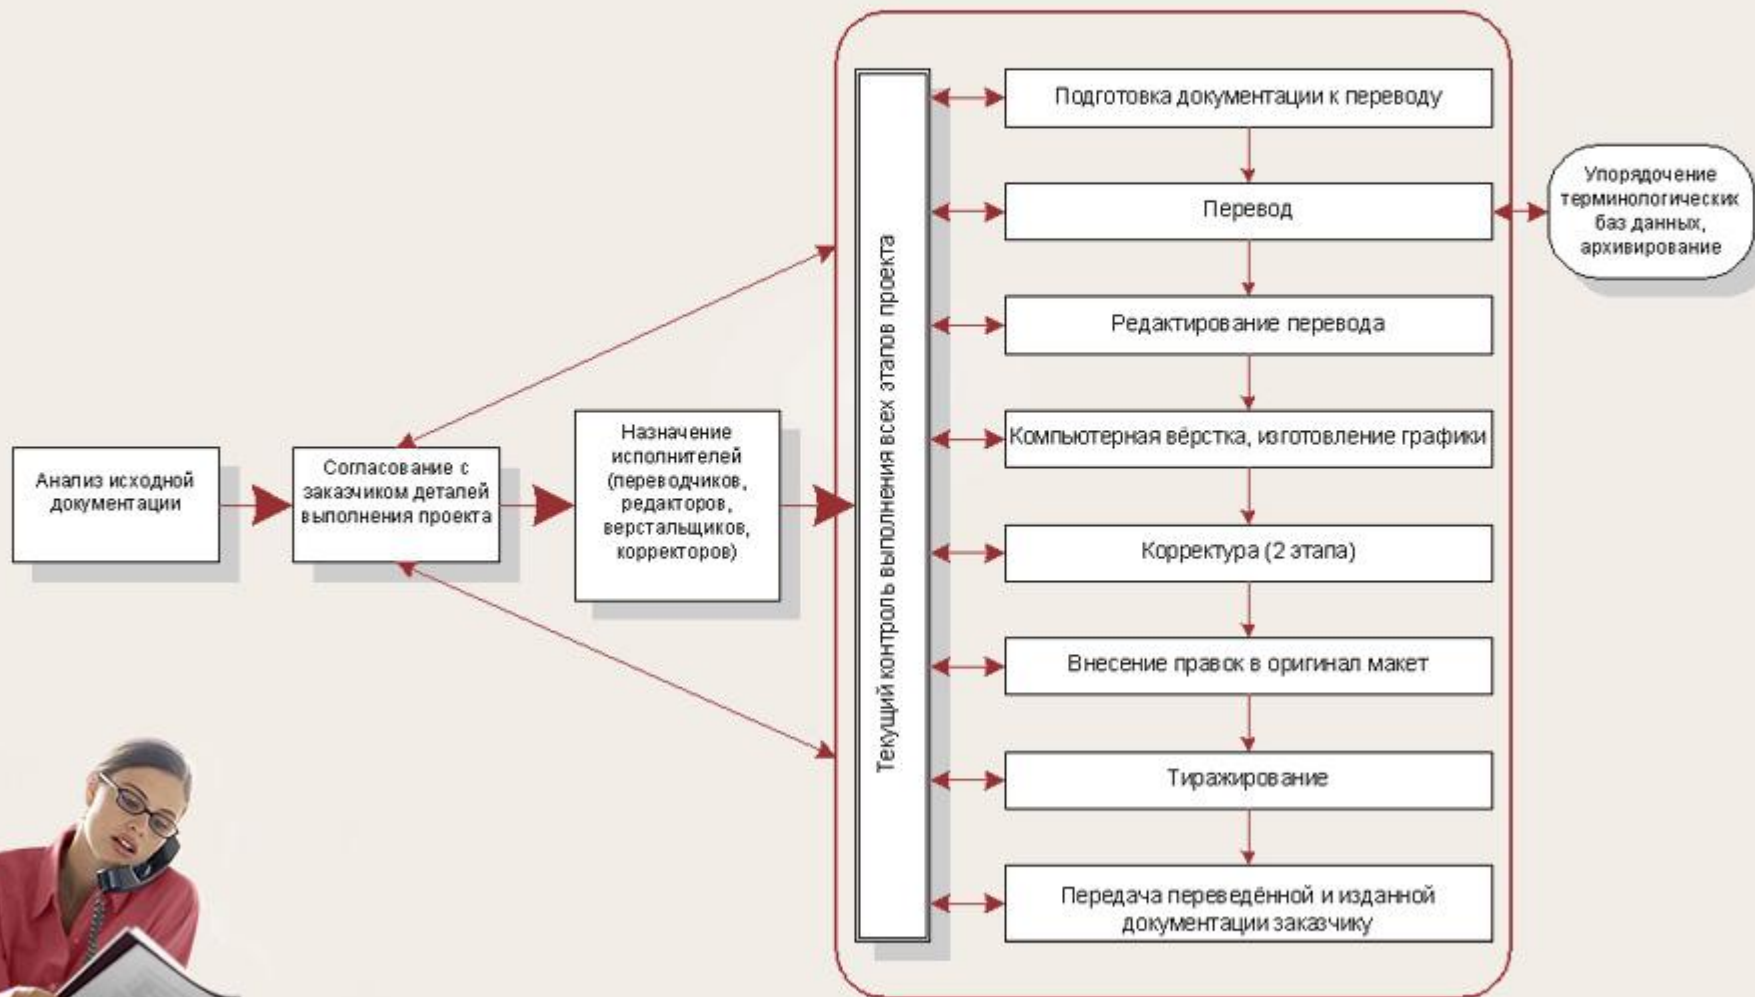 Анализ исходной
документации
Согласование с
заказчиком деталей
выполнения проекта
Назначение
исполнителей
(переводчиков,
редакторов,
верстальщиков,
корректоров)
Текущий контроль выполнения всех этапов проекта
Подготовка документации к переводу
Перевод
Редактирование перевода
Компьютерная вёрстка, изготовление графики
Корректура (2 этапа)
Внесение правок в оригинал макет
Тиражирование
Передача переведённой и изданной
документации заказчику
Упорядочение
терминологических
баз данных,
архивирование